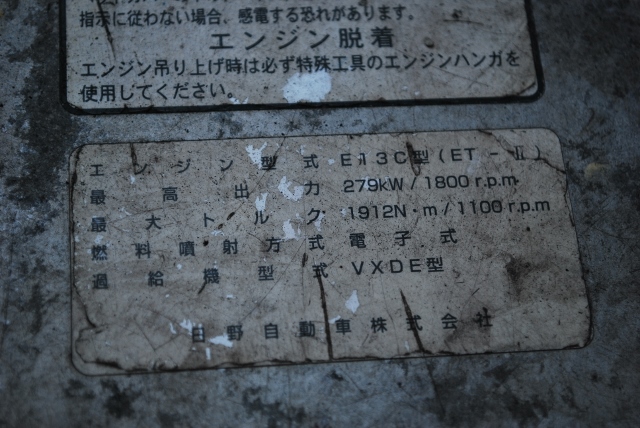 指示に従わない場合、感電する恐れがあります。
エンジン脱着
エンジン吊り上げ時は必ず特殊工具のエンジンハンガを
使用してください。
エンジン型式 E13C型(ET-Ⅱ)
最高出力 279kW/1800r.p.m
最大トルク 1912N・m/1100r.p.m
燃料噴射方式 電子式
過給機型式 VXDE型
日野自動車株式会社